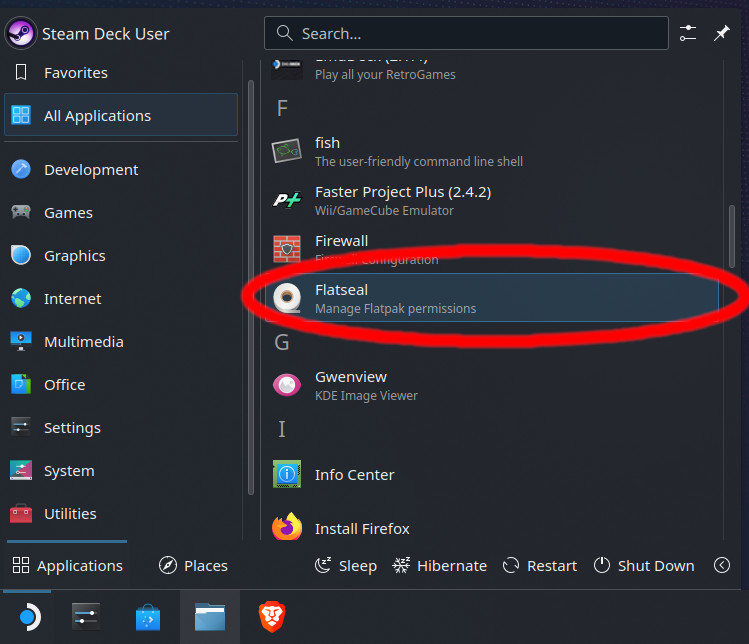 Steam Deck User
Search...
Favorites
All Applications
Development
Games
Graphics
Internet
Multimedia
Office
Settings
System
Utilities
Play all your RetroGames
F
fish
The user-friendly command line shell
Faster Project Plus (2.4.2)
Wii/GameCube Emulator
Firewall
Firewall Configuration
Flatseal
Manage Flatpak permissions
G
Gwenview
KDE Image Viewer
I
Info Center
Install Firefox
Applications
Places
Sleep
Hibernate
Restart
Shut Down